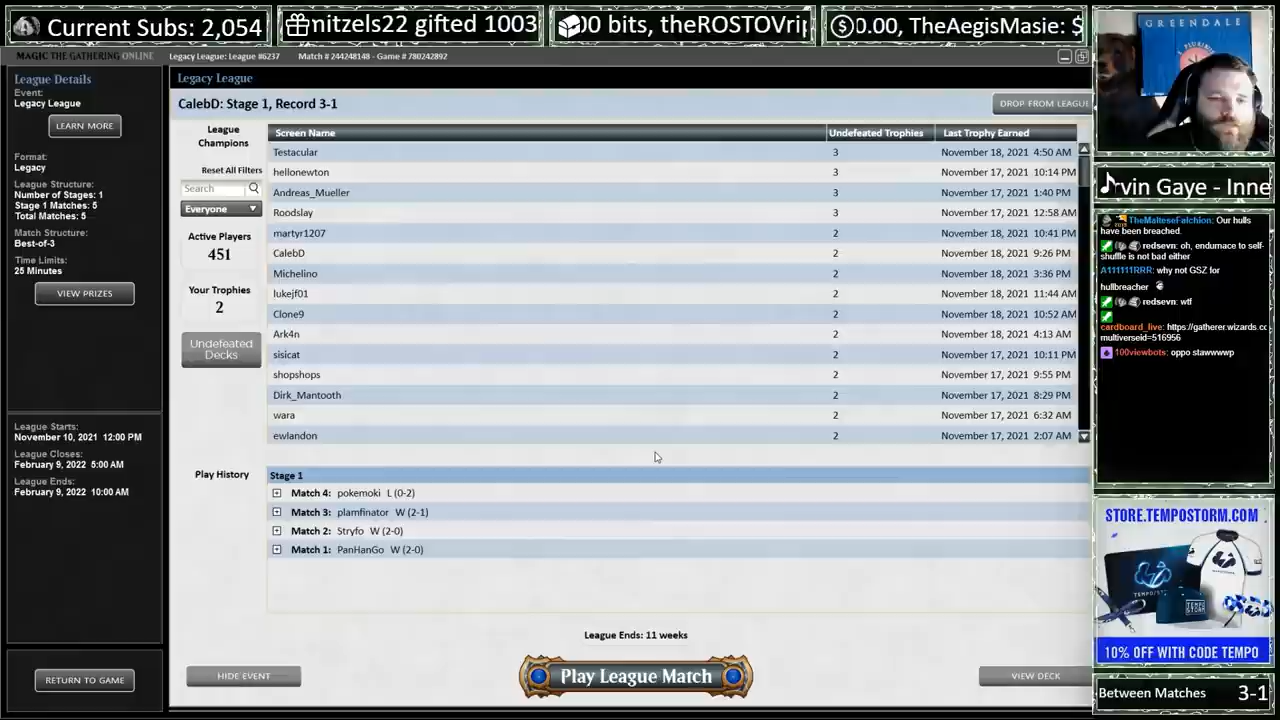 Current Subs: 2,054
nitzels22 gifted 1003
00 bits, theROSTOVrip
0.00, TheAegisMasie: $
GREENDALE
MAGIC THE GATHERING ONLINE
Legacy League: League #6237
Match # 244248148 - Game # 780242892
League Details
Event:
Legacy League
LEARN MORE
Format:
Legacy
League Structure:
Number of Stages: 1
Stage 1 Matches: 5
Total Matches: 5
Match Structure:
Best-of-3
Time Limits:
25 Minutes
VIEW PRIZES
League Starts:
November 10, 2021 12:00 PM
League Closes:
February 9, 2022 5:00 AM
League Ends:
February 9, 2022 10:00 AM
RETURN TO GAME
Legacy League
CalebD: Stage 1, Record 3-1
DROP FROM LEAGU
League
Champions
Reset All Filters
Search
Everyone
Active Players
451
Your Trophies
2
Undefeated
Decks
Screen Name Undefeated Trophies Last Trophy Earned
Testacular 3 November 18, 2021 4:50 AM
hellonewton 3 November 17, 2021 10:14 PM
Andreas_Mueller 3 November 17, 2021 1:40 PM
Roodslay 3 November 17, 2021 12:58 AM
martyr1207 2 November 18, 2021 10:41 PM
CalebD 2 November 18, 2021 9:26 PM
Michelino 2 November 18, 2021 3:36 PM
lukejf01 2 November 18, 2021 11:44 AM
Clone9 2 November 18, 2021 10:52 AM
Ark4n 2 November 18, 2021 4:13 AM
sisicat 2 November 17, 2021 10:11 PM
shopshops 2 November 17, 2021 9:55 PM
Dirk_Mantooth 2 November 17, 2021 8:29 PM
wara 2 November 17, 2021 6:32 AM
ewlandon 2 November 17, 2021 2:07 AM
Play History
Stage 1
Match 4: pokemoki L (0-2)
Match 3: plamfinator W (2-1)
Match 2: Stryfo W (2-0)
Match 1: PanHanGo W (2-0)
League Ends: 11 weeks
HIDE EVENT
Play League Match
VIEW DECK
rvin Gaye - Inne
TheMalteseFalchion: Our hulls
have been breached.
redsevn: oh, endurnace to self-
shuffle is not bad either
A111111RRR: why not GSZ for
hullbreacher
redsevn: wtf
cardboard_live: https://gatherer.wizards.cc
multiverseid=516956
100viewbots: oppo stawwwwp
STORE.TEMPOSTORM.COM
TEMPO STORM
10% OFF WITH CODE TEMPO
Between Matches 3-1